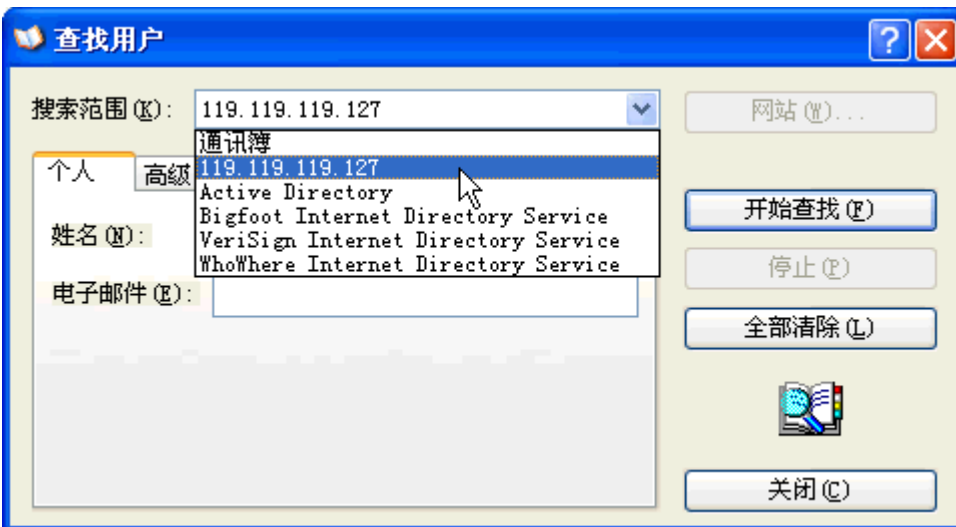 查找用户
搜索范围(K): 119.119.119.127
网站(W)...
通讯簿
119.119.119.127
Active Directory
Bigfoot Internet Directory Service
VeriSign Internet Directory Service
WhoWhere Internet Directory Service
个人 高级
姓名(N):
电子邮件(E):
开始查找(F)
停止(P)
全部清除(L)
关闭(C)